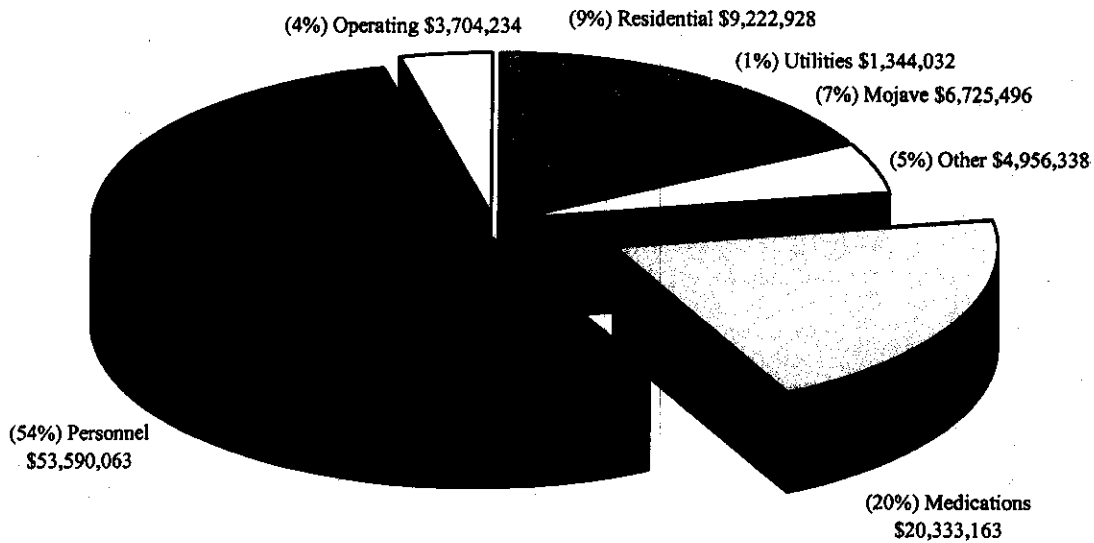 (4%) Operating $3,704,234
(9%) Residential $9,222,928
(1%) Utilities $1,344,032
(7%) Mojave $6,725,496
(5%) Other $4,956,338
(54%) Personnel
$53,590,063
(20%) Medications
$20,333,163